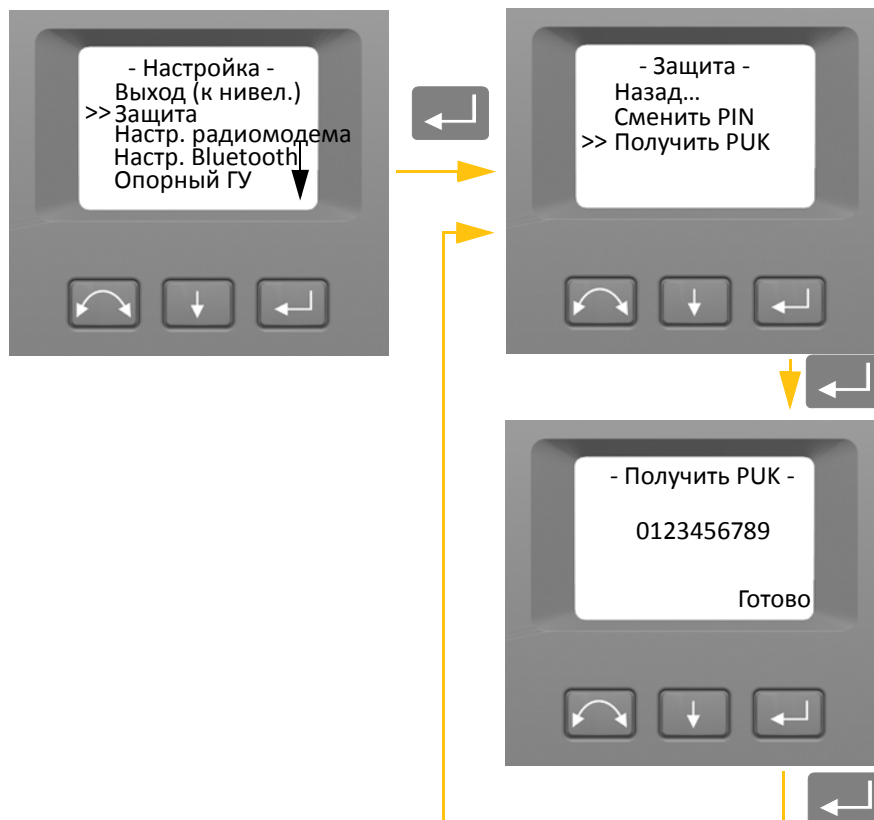 - Настройка -
Выход (к нивел.)
>> Защита
Настр. радиомодема
Настр. Bluetooth
Опорный ГУ
- Защита -
Назад...
Сменить PIN
>> Получить PUK
- Получить PUK -
0123456789
Готово